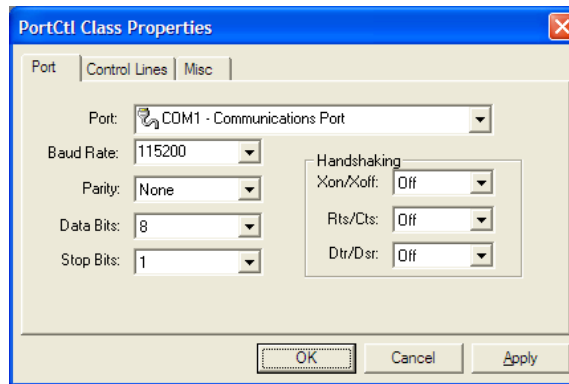 PortCtl Class Properties
Port Control Lines Misc
Port: COM1 - Communications Port
Baud Rate: 115200
Parity: None
Data Bits: 8
Stop Bits: 1
Handshaking
Xon/Xoff: Off
Rts/Cts: Off
Dtr/Dsr: Off
OK Cancel Apply